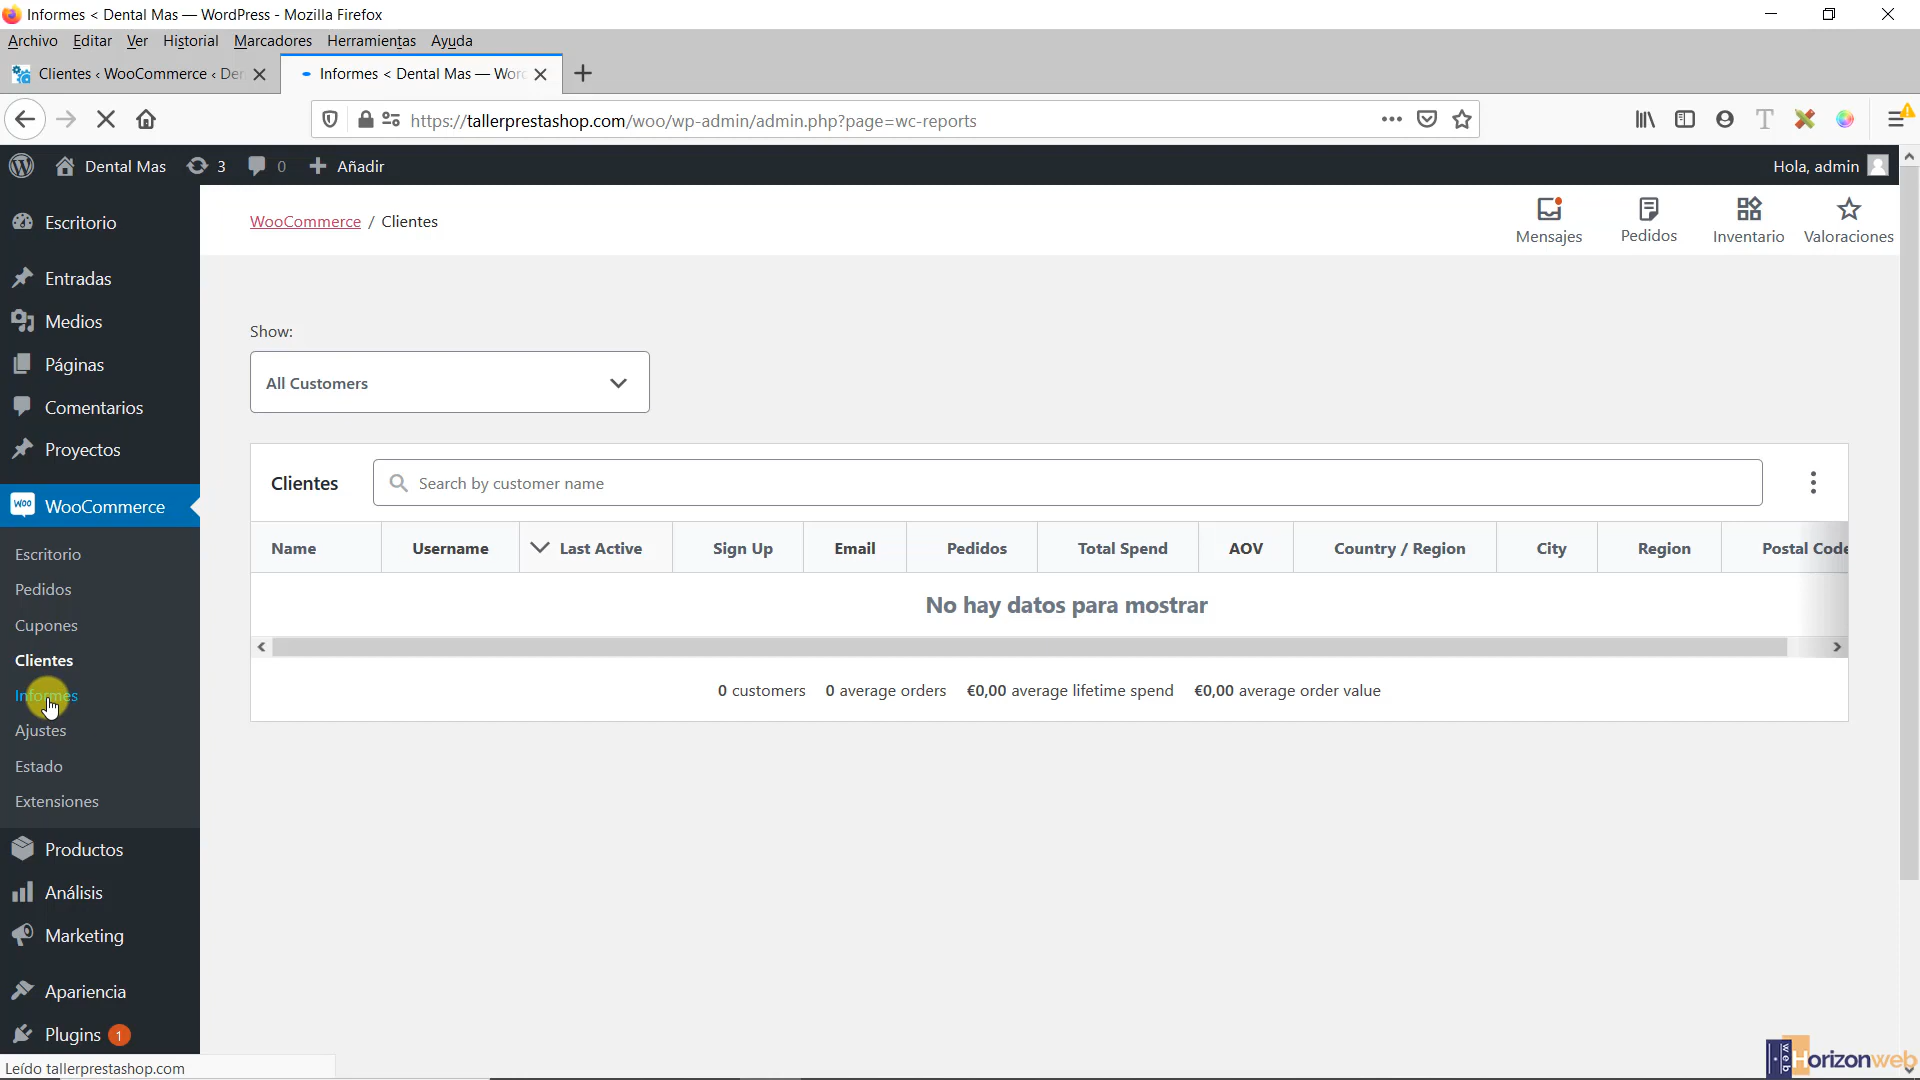 Informes < Dental Mas — WordPress - Mozilla Firefox
Archivo Editar Ver Historial Marcadores Herramientas Ayuda
Clientes ‹ WooCommerce ‹ Der
Informes < Dental Mas — Wor
https://tallerprestashop.com/woo/wp-admin/admin.php?page=wc-reports
Dental Mas 3 0 + Añadir
Hola, admin
Escritorio
Entradas
Medios
Páginas
Comentarios
Proyectos
WooCommerce
Escritorio
Pedidos
Cupones
Clientes
Informes
Ajustes
Estado
Extensiones
Productos
Análisis
Marketing
Apariencia
Plugins 1
Leído tallerprestashop.com
WooCommerce / Clientes
Mensajes Pedidos Inventario Valoraciones
Show:
All Customers
Clientes Search by customer name
Name Username Last Active Sign Up Email Pedidos Total Spend AOV Country / Region City Region Postal Code
No hay datos para mostrar
0 customers 0 average orders €0,00 average lifetime spend €0,00 average order value
web Horizonweb